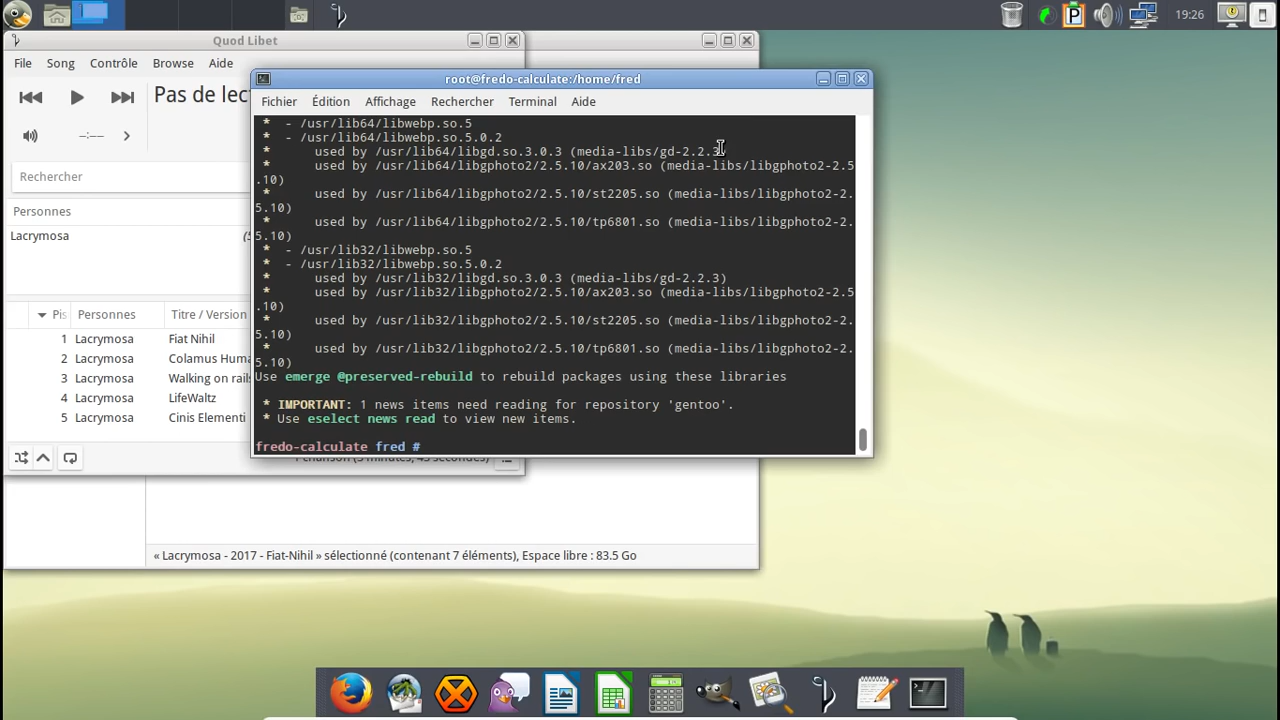 19:26
Quod Libet
File Song Contrôle Browse Aide
Pas de lec
--:--
Rechercher
Personnes
Lacrymosa (5
Pis Personnes Titre / Version
1 Lacrymosa Fiat Nihil
2 Lacrymosa Colamus Huma
3 Lacrymosa Walking on rails
4 Lacrymosa LifeWaltz
5 Lacrymosa Cinis Elementi
1 chanson (3 minutes, 43 secondes)
« Lacrymosa - 2017 - Fiat-Nihil » sélectionné (contenant 7 éléments), Espace libre : 83.5 Go
root@fredo-calculate:/home/fred
Fichier Édition Affichage Rechercher Terminal Aide
* - /usr/lib64/libwebp.so.5
* - /usr/lib64/libwebp.so.5.0.2
* used by /usr/lib64/libgd.so.3.0.3 (media-libs/gd-2.2.3)
* used by /usr/lib64/libgphoto2/2.5.10/ax203.so (media-libs/libgphoto2-2.5
.10)
* used by /usr/lib64/libgphoto2/2.5.10/st2205.so (media-libs/libgphoto2-2.
5.10)
* used by /usr/lib64/libgphoto2/2.5.10/tp6801.so (media-libs/libgphoto2-2.
5.10)
* - /usr/lib32/libwebp.so.5
* - /usr/lib32/libwebp.so.5.0.2
* used by /usr/lib32/libgd.so.3.0.3 (media-libs/gd-2.2.3)
* used by /usr/lib32/libgphoto2/2.5.10/ax203.so (media-libs/libgphoto2-2.5
.10)
* used by /usr/lib32/libgphoto2/2.5.10/st2205.so (media-libs/libgphoto2-2.
5.10)
* used by /usr/lib32/libgphoto2/2.5.10/tp6801.so (media-libs/libgphoto2-2.
5.10)
Use emerge @preserved-rebuild to rebuild packages using these libraries
* IMPORTANT: 1 news items need reading for repository 'gentoo'.
* Use eselect news read to view new items.
fredo-calculate fred #